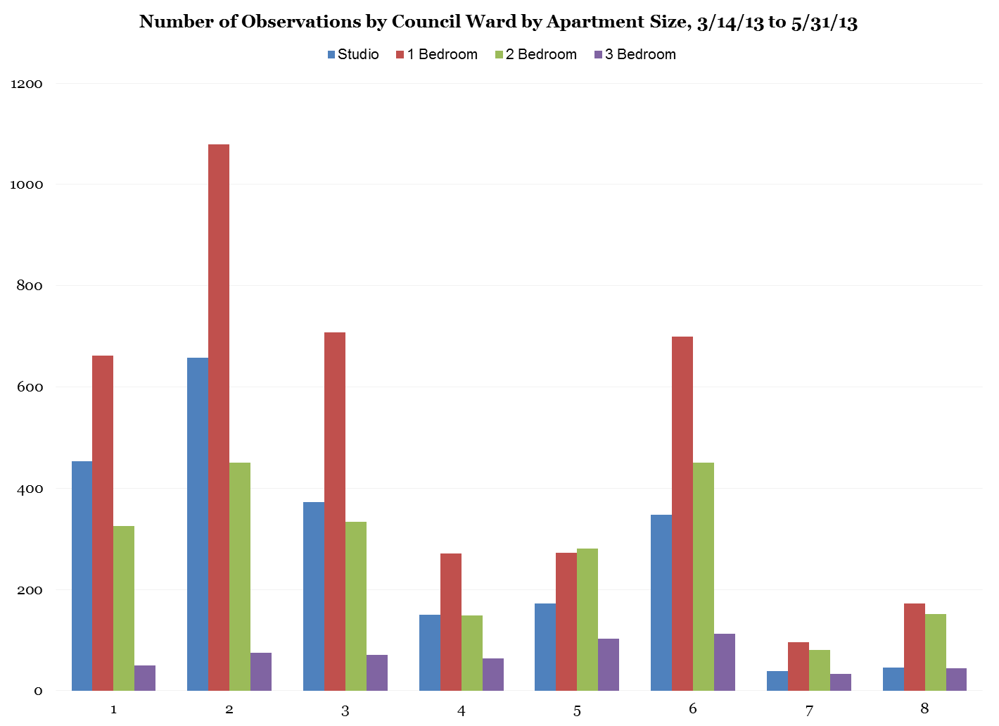 Number of Observations by Council Ward by Apartment Size, 3/14/13 to 5/31/13
Studio 1 Bedroom 2 Bedroom 3 Bedroom
1200
1000
800
600
400
200
0
1 2 3 4 5 6 7 8